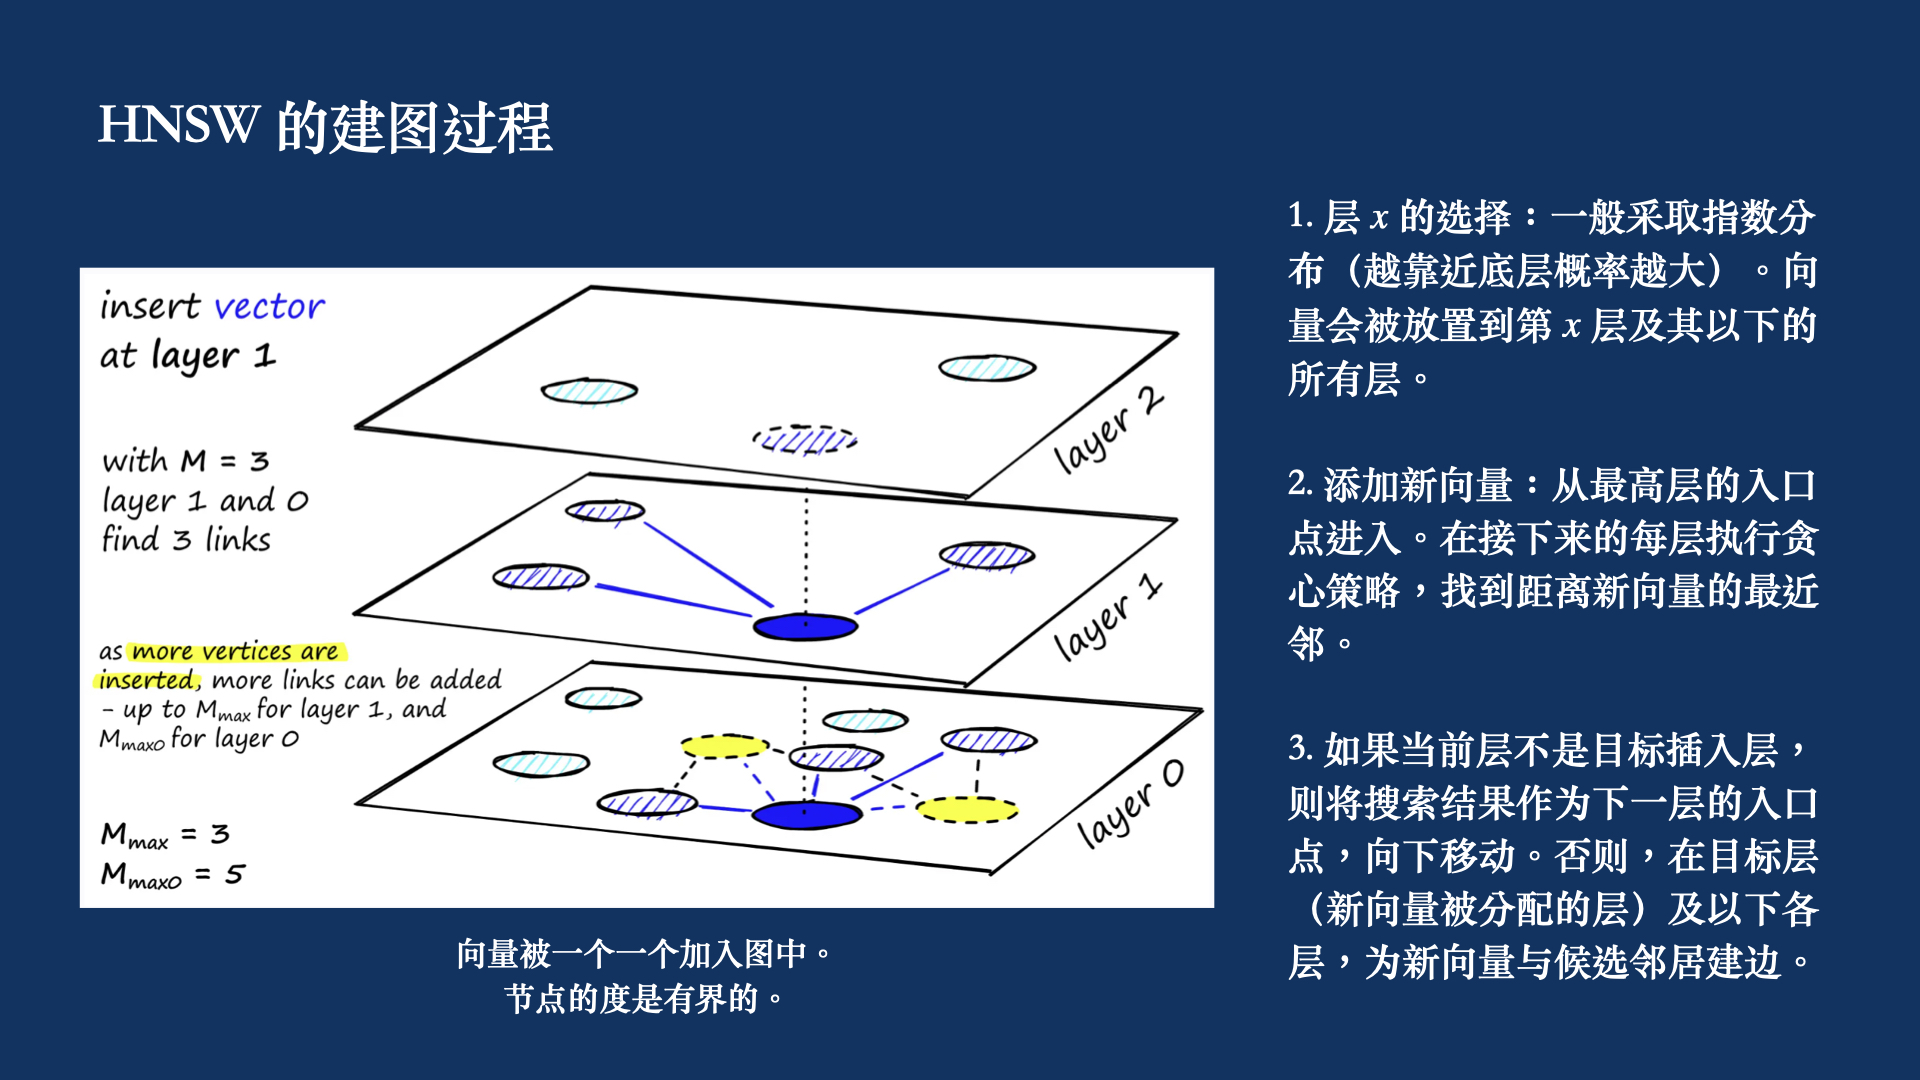 HNSW 的建图过程
insert vector
at layer 1
with M = 3
layer 1 and 0
find 3 links
as more vertices are
inserted, more links can be added
- up to Mmax for layer 1, and
Mmax0 for layer 0
Mmax = 3
Mmax0 = 5
layer 2
layer 1
layer 0
向量被一个一个加入图中。
节点的度是有界的。
1. 层 x 的选择：一般采取指数分
布（越靠近底层概率越大）。向
量会被放置到第 x 层及其以下的
所有层。
2. 添加新向量：从最高层的入口
点进入。在接下来的每层执行贪
心策略，找到距离新向量的最近
邻。
3. 如果当前层不是目标插入层，
则将搜索结果作为下一层的入口
点，向下移动。否则，在目标层
（新向量被分配的层）及以下各
层，为新向量与候选邻居建边。